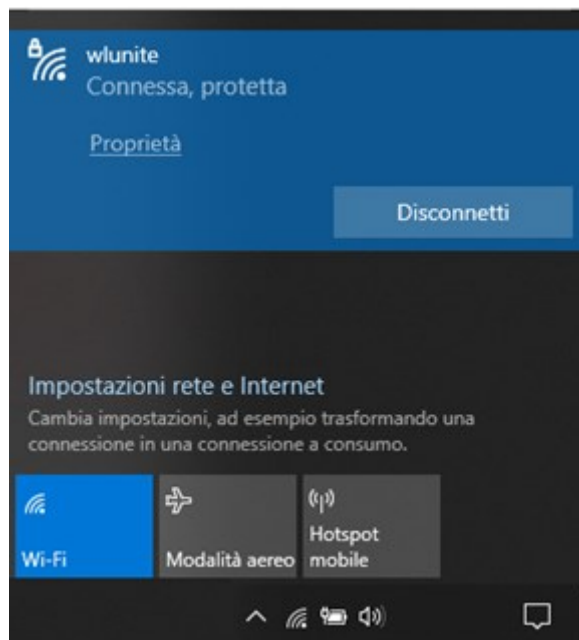 wlunite
Connessa, protetta
Proprietà
Disconnetti
Impostazioni rete e Internet
Cambia impostazioni, ad esempio trasformando una
connessione in una connessione a consumo.
Wi-Fi
Modalità aereo
Hotspot
mobile